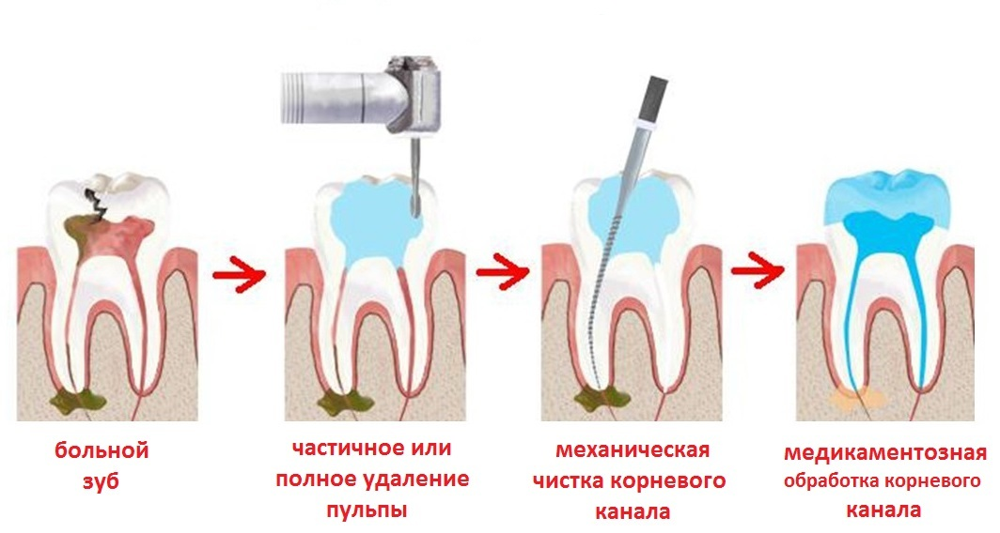 больной
зуб
частичное или
полное удаление
пульпы
механическая
чистка корневого
канала
медикаментозная
обработка корневого
канала